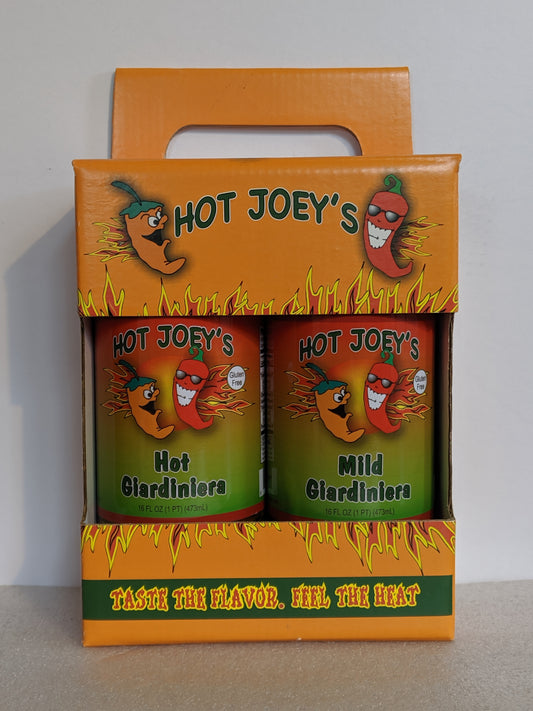 HOT JOEY'S
HOT JOEY'S
Gluten
Free
Hot
Giardiniera
16 FL OZ (1 PT) (473mL)
HOT JOEY'S
Gluten
Free
Mild
Giardiniera
16 FL OZ (1 PT) (473mL)
TASTE THE FLAVOR. FEEL THE HEAT